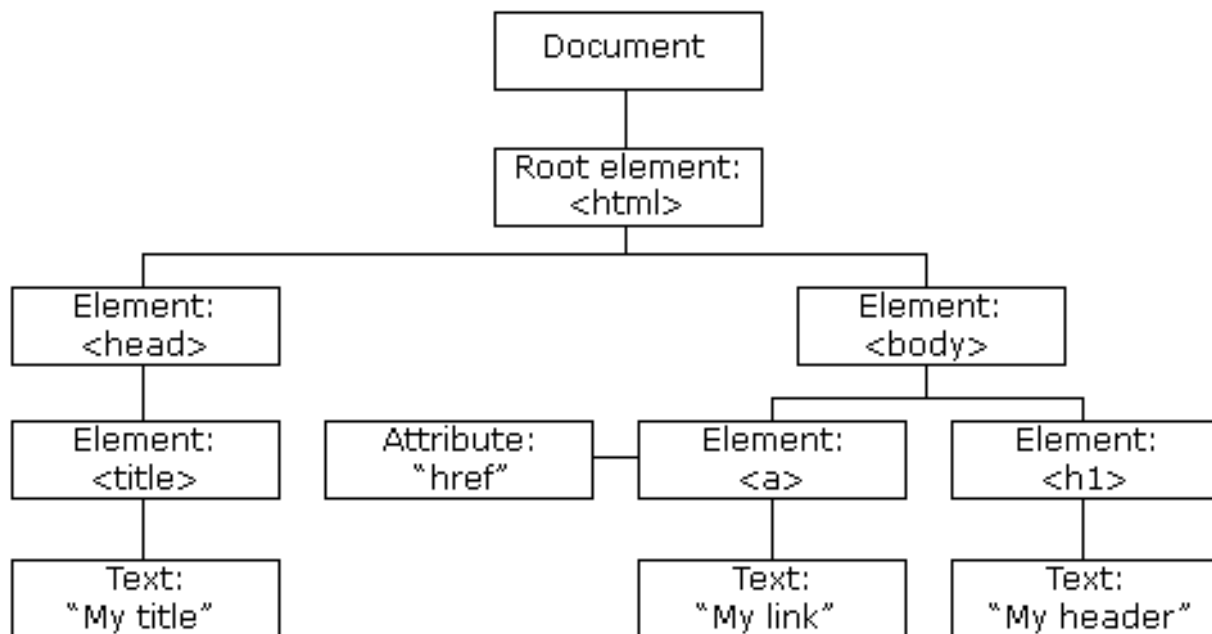 Document
Root element:
<html>
Element:
<head>
Element:
<body>
Element:
<title>
Attribute:
“href”
Element:
<a>
Element:
<h1>
Text:
“My title”
Text:
“My link”
Text:
“My header”